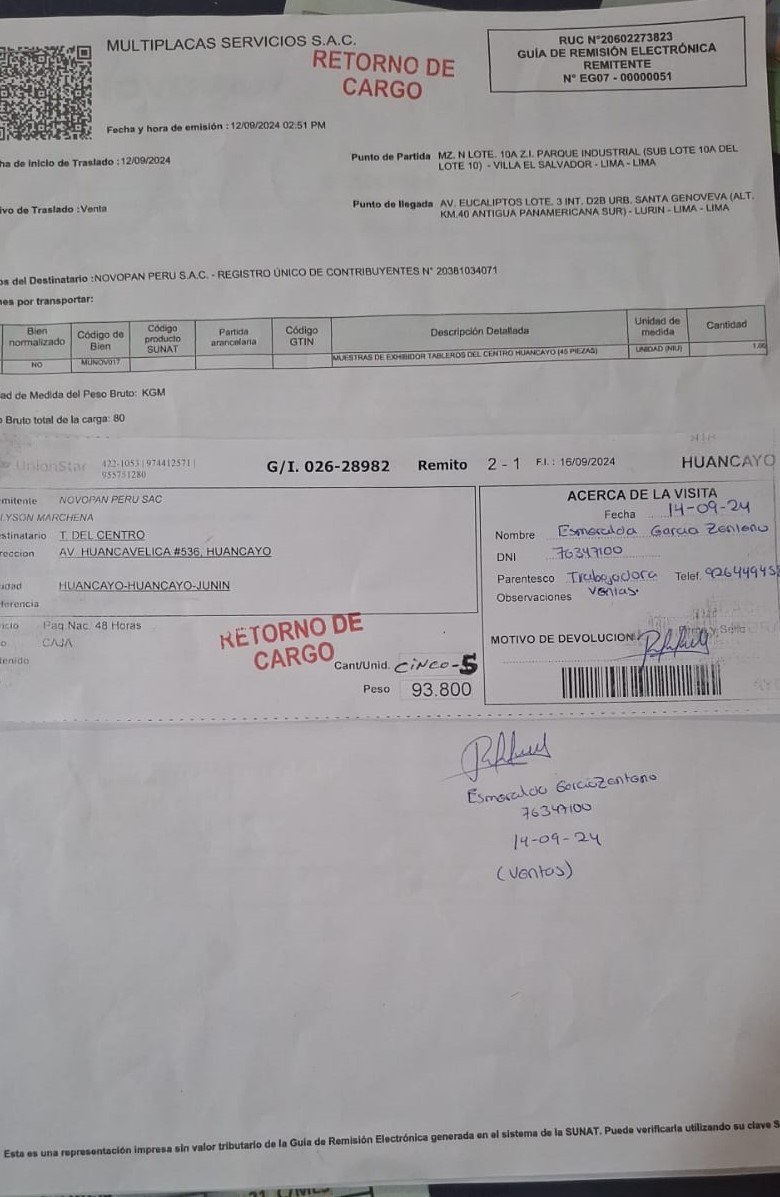 MULTIPLACAS SERVICIOS S.A.C.
RETORNO DE
CARGO
RUC N°20602273823
GUÍA DE REMISIÓN ELECTRÓNICA
REMITENTE
N° EG07 - 00000051
Fecha y hora de emisión : 12/09/2024 02:51 PM
ha de inicio de Traslado :12/09/2024
Punto de Partida MZ. N LOTE. 10A Z.I. PARQUE INDUSTRIAL (SUB LOTE 10A DEL
LOTE 10) - VILLA EL SALVADOR - LIMA - LIMA
ivo de Traslado :Venta
Punto de llegada AV. EUCALIPTOS LOTE. 3 INT. D2B URB. SANTA GENOVEVA (ALT.
KM.40 ANTIGUA PANAMERICANA SUR) - LURIN - LIMA - LIMA
os del Destinatario :NOVOPAN PERU S.A.C. - REGISTRO ÚNICO DE CONTRIBUYENTES N° 20381034071
nes por transportar:
Bien normalizado Código de Bien Código producto SUNAT Partida arancelaria Código GTIN Descripción Detallada Unidad de medida Cantidad
NO MUNOV017 MUESTRAS DE EXHIBIDOR TABLEROS DEL CENTRO HUANCAYO (45 PIEZAS) UNIDAD (NIU) 1.00
ad de Medida del Peso Bruto: KGM
o Bruto total de la carga: 80
UnionStar 422-1053 | 974412571 |
955751280
G/I. 026-28982 Remito 2 - 1 F.I. : 16/09/2024 HUANCAYO
mitente NOVOPAN PERU SAC
LYSON MARCHENA
stinatario T. DEL CENTRO
reccion AV. HUANCAVELICA #536, HUANCAYO
idad HUANCAYO-HUANCAYO-JUNIN
ferencia
icio Paq Nac. 48 Horas
o CAJA
tenido
RETORNO DE
CARGO
Cant/Unid. CINCO-5
Peso 93.800
ACERCA DE LA VISITA
Fecha 14-09-24
Nombre Esmeralda Garcia Zenteno
DNI 76347100
Parentesco Trabajadora Telef.
Observaciones Ventas.
MOTIVO DE DEVOLUCION
Esmeralda Garcia Zenteno
76347100
14-09-24
(Ventas)
Esta es una representación impresa sin valor tributario de la Guía de Remisión Electrónica generada en el sistema de la SUNAT. Puede verificarla utilizando su clave S